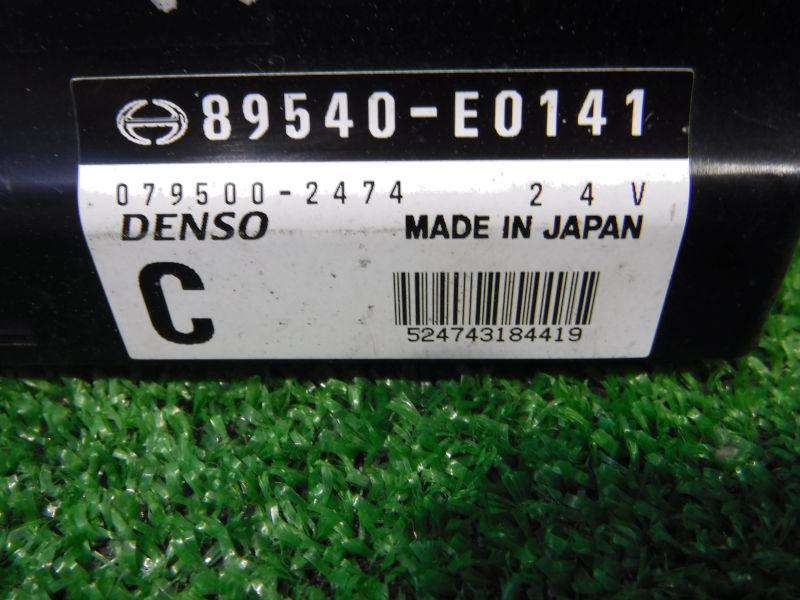 89540-E0141
079500-2474 24V
DENSO MADE IN JAPAN
C
524743184419